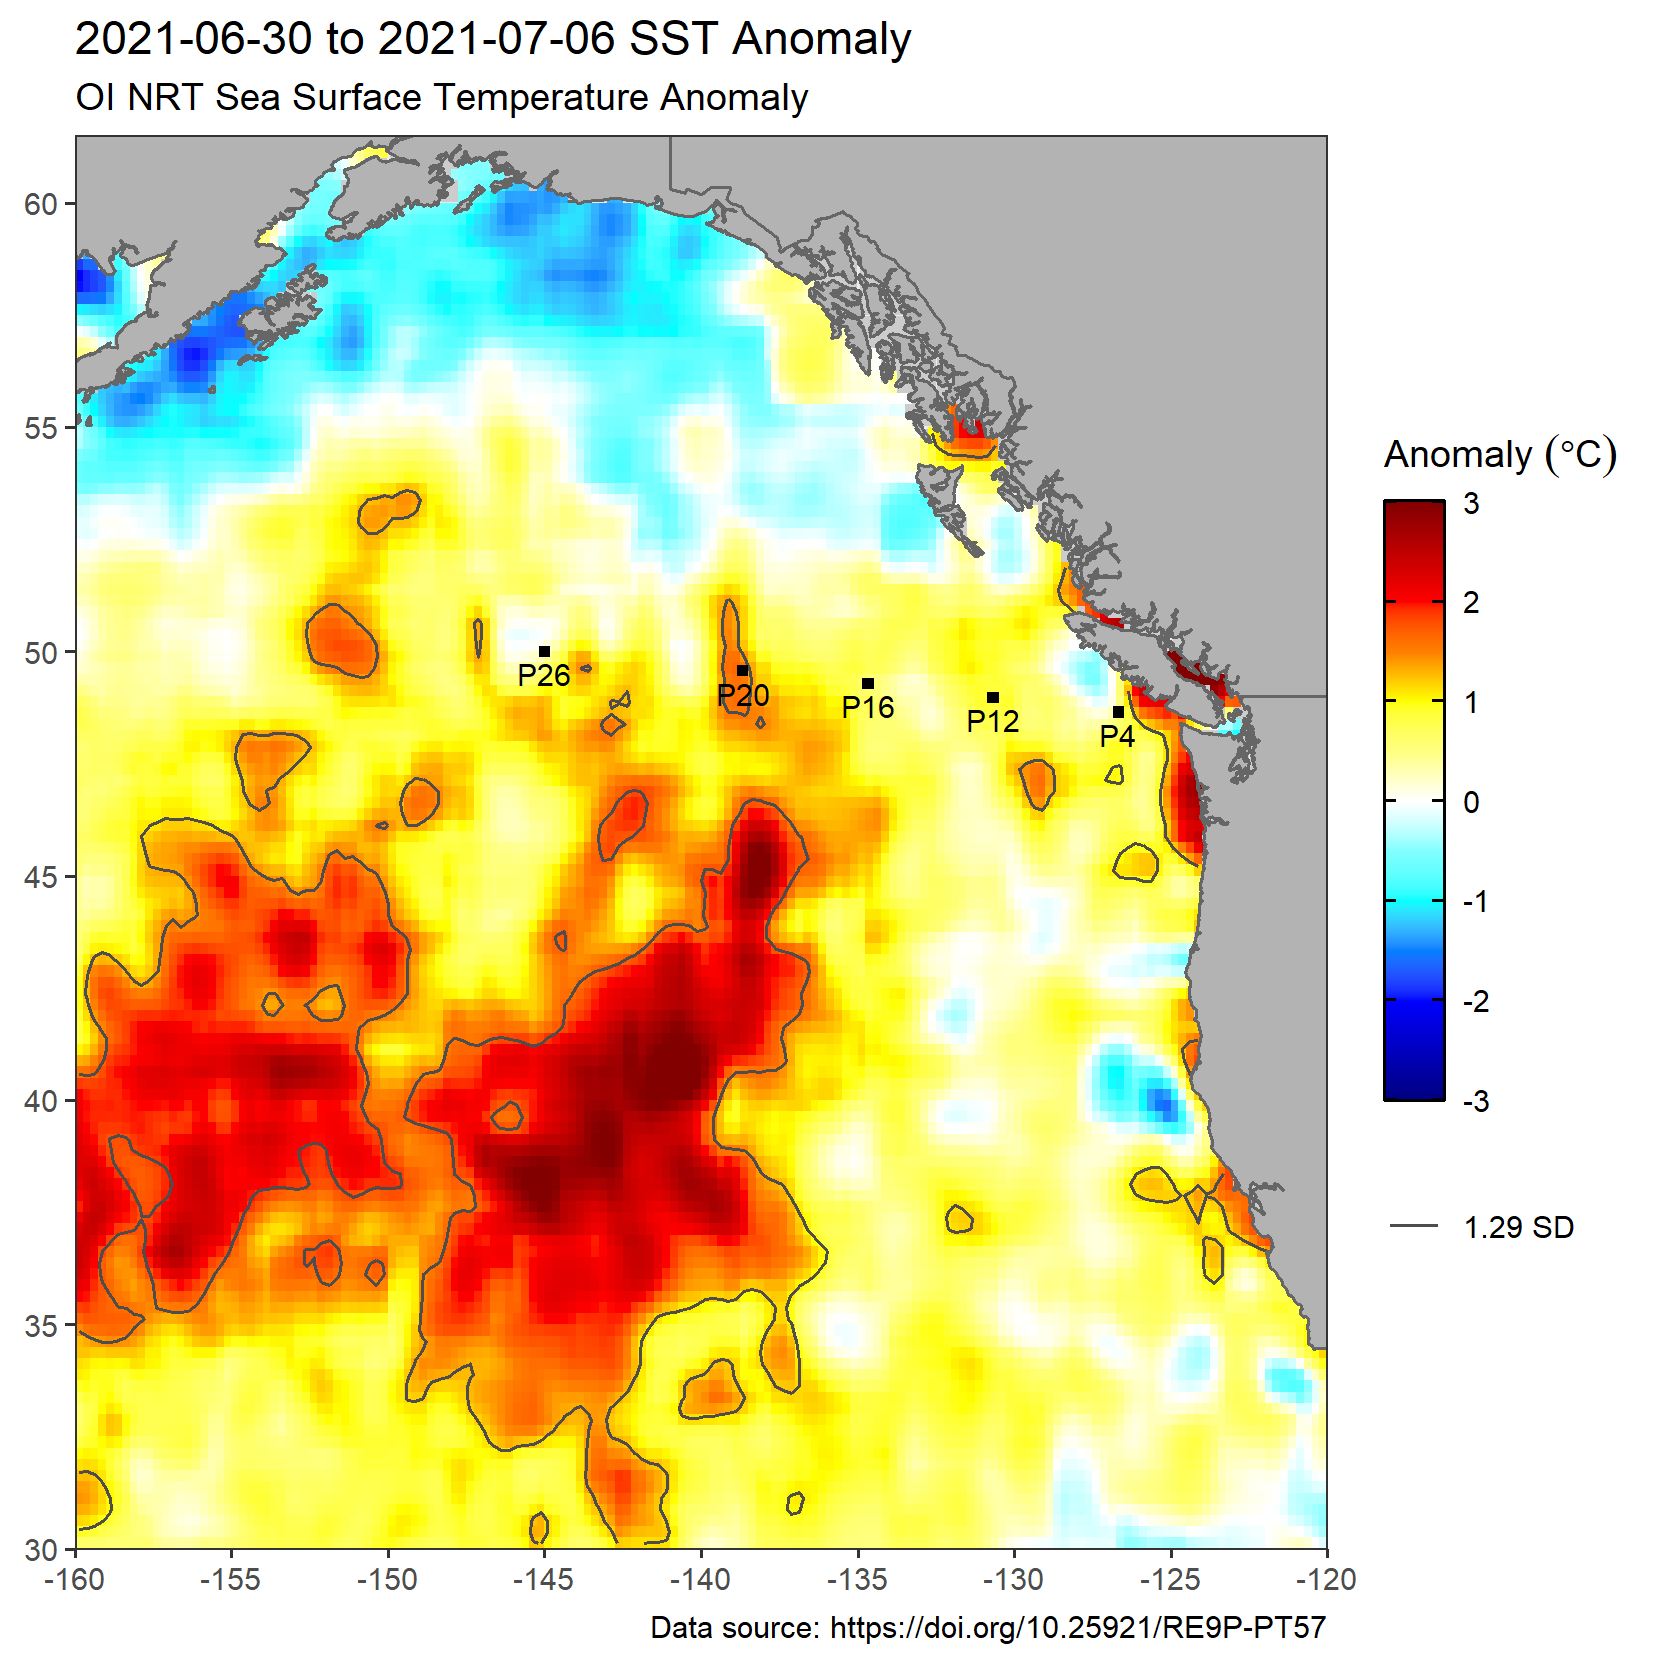 2021-06-30 to 2021-07-06 SST Anomaly
OI NRT Sea Surface Temperature Anomaly
60
55
50
45
40
35
30
-160
-155
-150
-145
-140
-135
-130
-125
-120
P26
P20
P16
P12
P4
Anomaly (°C)
3
2
1
0
-1
-2
-3
1.29 SD
Data source: https://doi.org/10.25921/RE9P-PT57